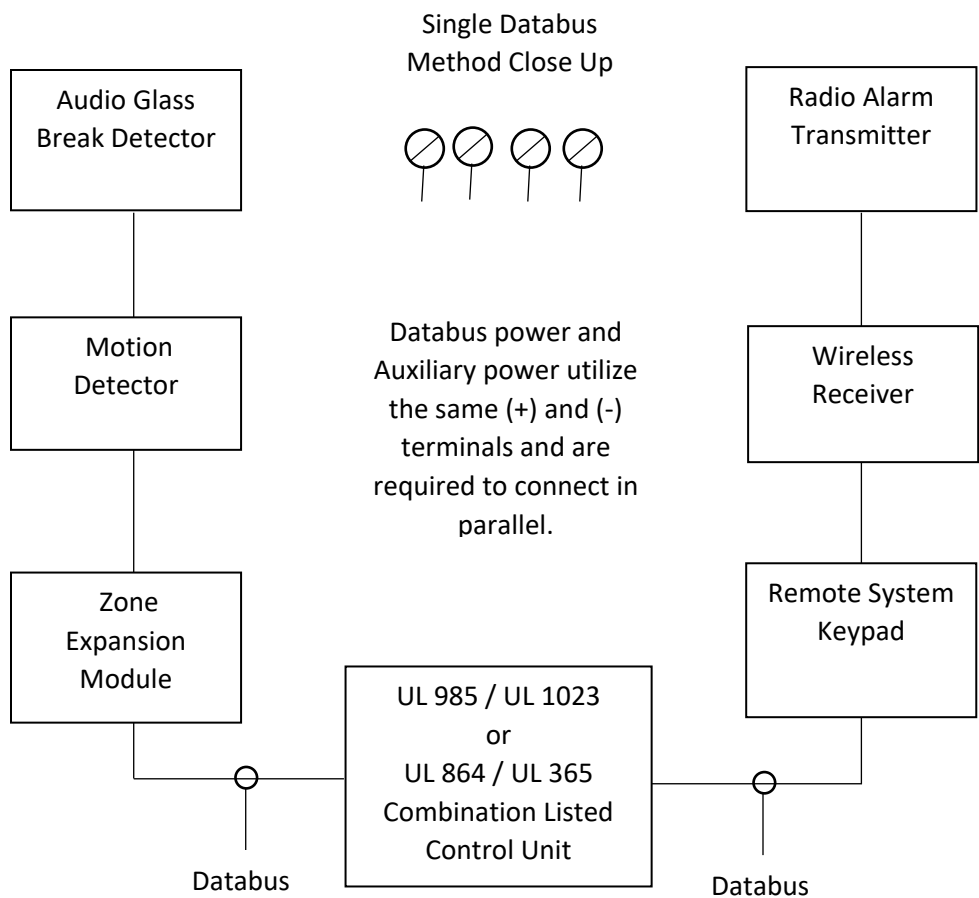 Single Databus
Method Close Up
Audio Glass
Break Detector
Radio Alarm
Transmitter
Motion
Detector
Databus power and
Auxiliary power utilize
the same (+) and (-)
terminals and are
required to connect in
parallel.
Wireless
Receiver
Zone
Expansion
Module
Remote System
Keypad
UL 985 / UL 1023
or
UL 864 / UL 365
Combination Listed
Control Unit
Databus
Databus